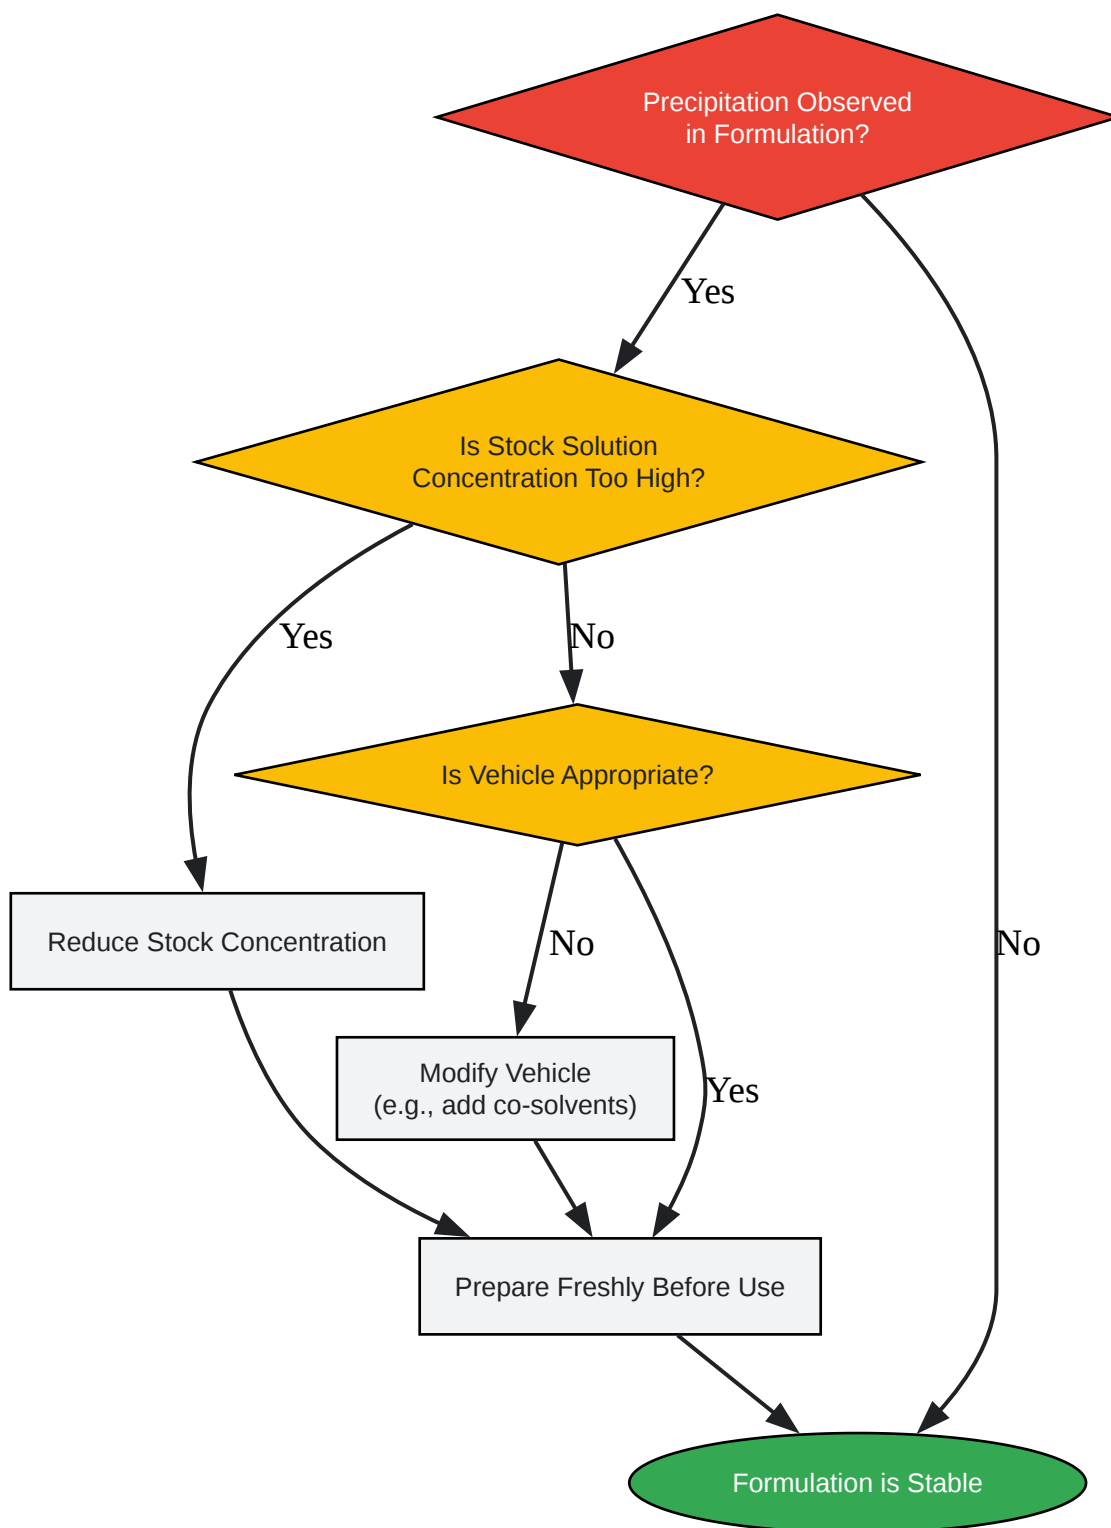 Precipitation Observed
in Formulation?
Yes
Is Stock Solution
Concentration Too High?
Yes
No
Is Vehicle Appropriate?
Reduce Stock Concentration
No
No
Modify Vehicle
(e.g., add co-solvents)
Yes
Prepare Freshly Before Use
Formulation is Stable